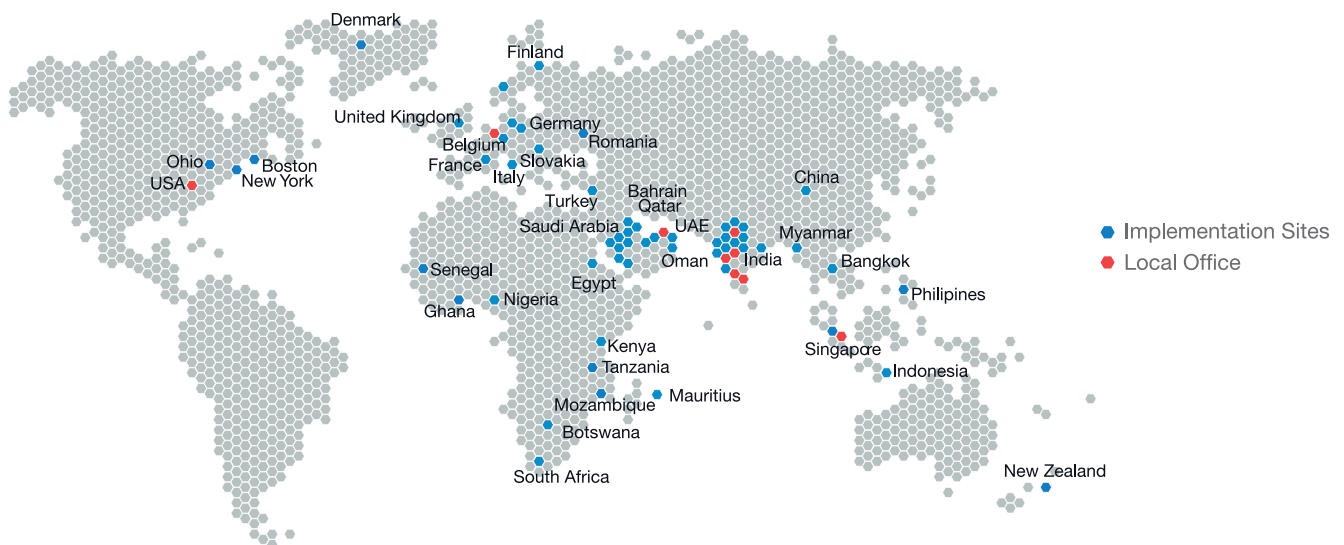 Denmark
Finland
United Kingdom
Germany
Belgium
Romania
Ohio
Boston
France
Slovakia
New York
Italy
USA
China
Turkey
Bahrain
Qatar
Saudi Arabia
UAE
Myanmar
Implementation Sites
Oman
India
Bangkok
Local Office
Senegal
Egypt
Philipines
Ghana
Nigeria
Kenya
Singapore
Tanzania
Indonesia
Mozambique
Mauritius
Botswana
South Africa
New Zealand